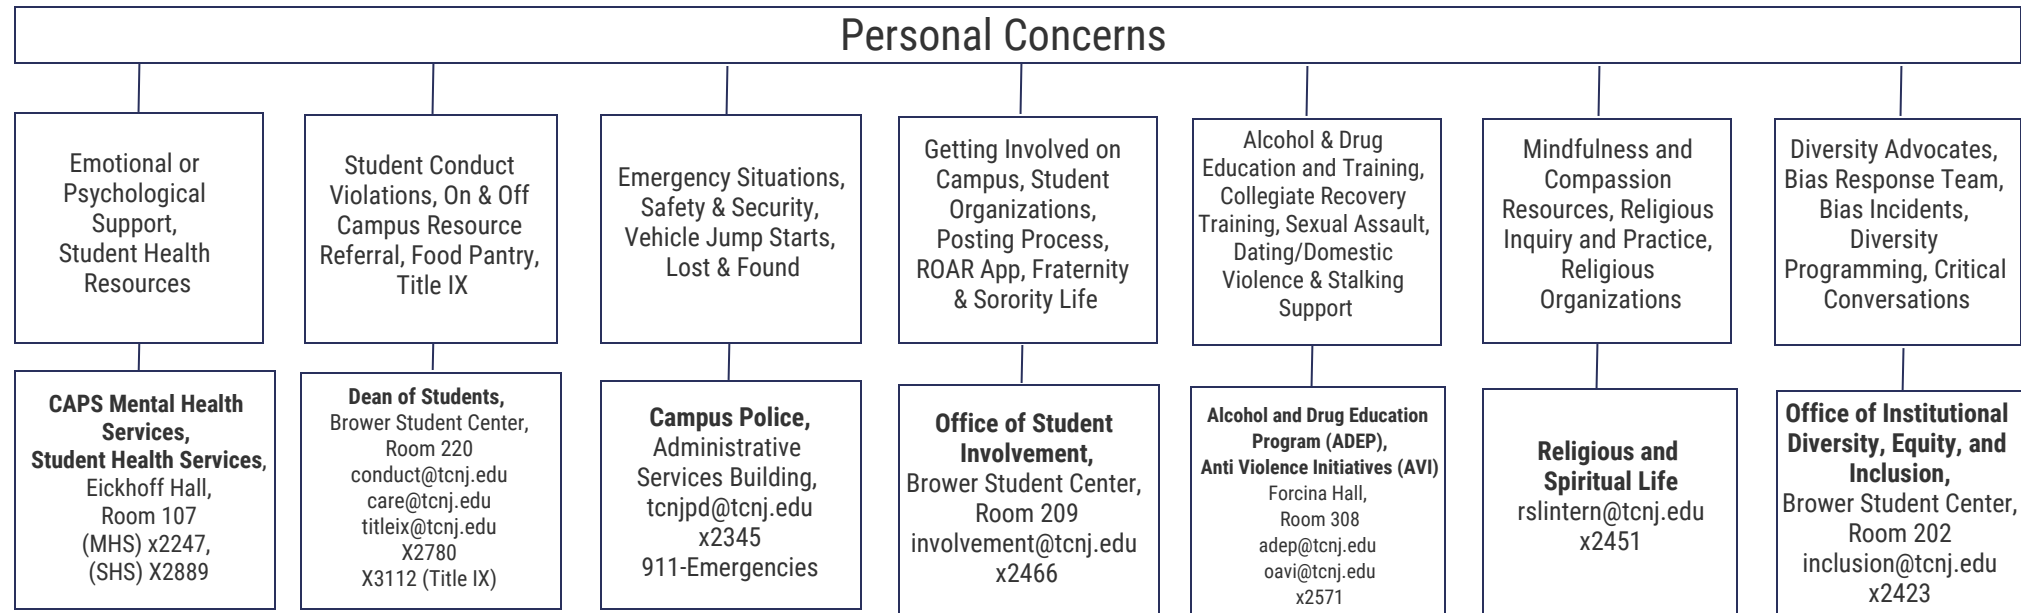 Personal Concerns
Emotional or
Psychological
Support,
Student Health
Resources
Student Conduct
Violations, On & Off
Campus Resource
Referral, Food Pantry,
Title IX
Emergency Situations,
Safety & Security,
Vehicle Jump Starts,
Lost & Found
Getting Involved on
Campus, Student
Organizations,
Posting Process,
ROAR App, Fraternity
& Sorority Life
Alcohol & Drug
Education and Training,
Collegiate Recovery
Training, Sexual Assault,
Dating/Domestic
Violence & Stalking
Support
Mindfulness and
Compassion
Resources, Religious
Inquiry and Practice,
Religious
Organizations
Diversity Advocates,
Bias Response Team,
Bias Incidents,
Diversity
Programming, Critical
Conversations
CAPS Mental Health
Services,
Student Health Services,
Eickhoff Hall,
Room 107
(MHS) x2247,
(SHS) X2889
Dean of Students,
Brower Student Center,
Room 220
conduct@tcnj.edu
care@tcnj.edu
titleix@tcnj.edu
X2780
X3112 (Title IX)
Campus Police,
Administrative
Services Building,
tcnjpd@tcnj.edu
x2345
911-Emergencies
Office of Student
Involvement,
Brower Student Center,
Room 209
involvement@tcnj.edu
x2466
Alcohol and Drug Education
Program (ADEP),
Anti Violence Initiatives (AVI)
Forcina Hall,
Room 308
adep@tcnj.edu
oavi@tcnj.edu
x2571
Religious and
Spiritual Life
rslintern@tcnj.edu
x2451
Office of Institutional
Diversity, Equity, and
Inclusion,
Brower Student Center,
Room 202
inclusion@tcnj.edu
x2423